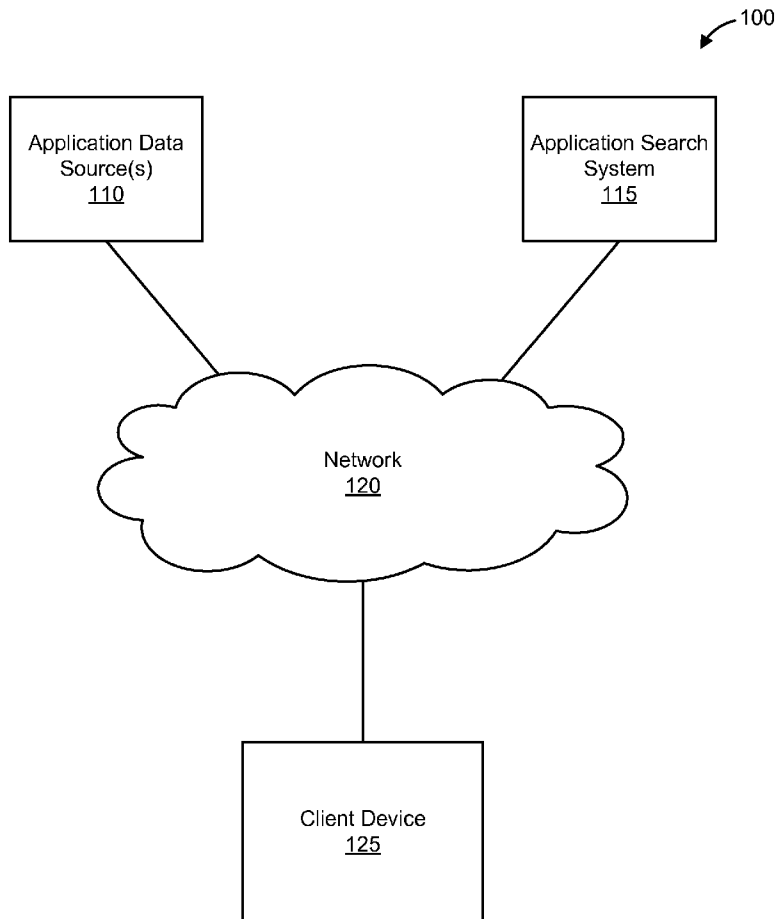 100
Application Data
Source(s)
110
Application Search
System
115
Network
120
Client Device
125